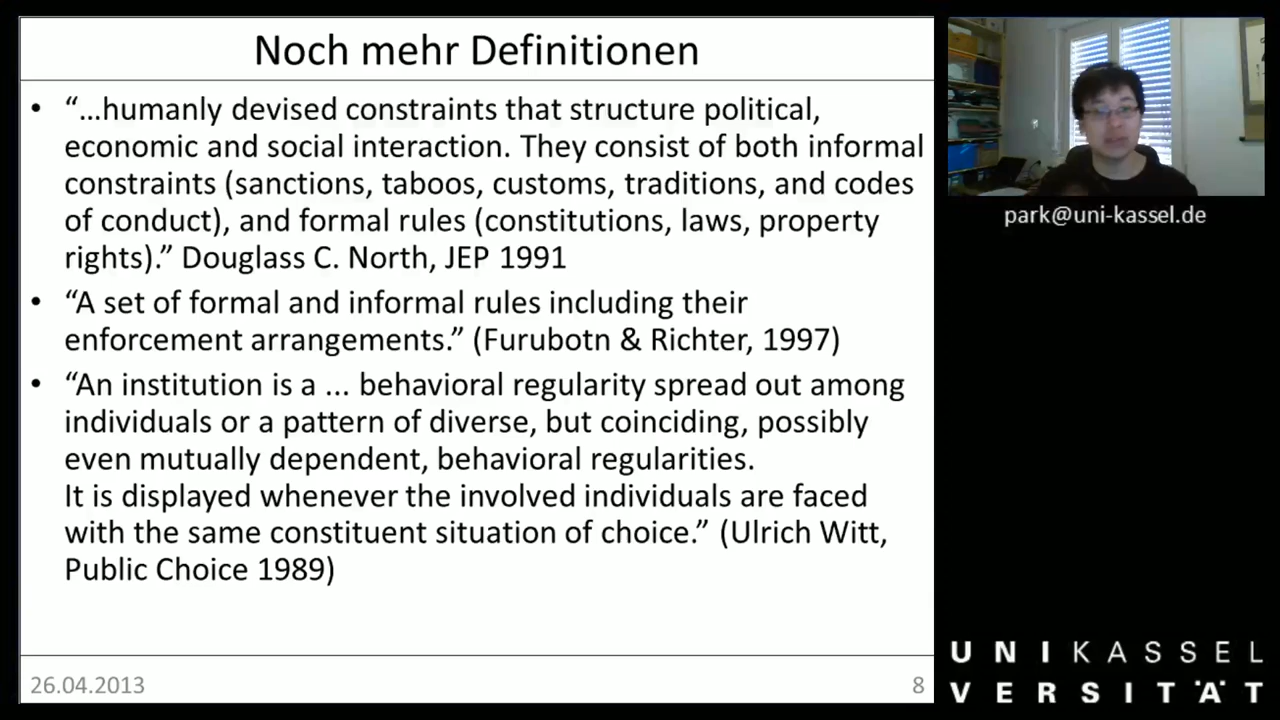 Noch mehr Definitionen
• “...humanly devised constraints that structure political,
economic and social interaction. They consist of both informal
constraints (sanctions, taboos, customs, traditions, and codes
of conduct), and formal rules (constitutions, laws, property
rights).” Douglass C. North, JEP 1991
• “A set of formal and informal rules including their
enforcement arrangements.” (Furubotn & Richter, 1997)
• “An institution is a ... behavioral regularity spread out among
individuals or a pattern of diverse, but coinciding, possibly
even mutually dependent, behavioral regularities.
It is displayed whenever the involved individuals are faced
with the same constituent situation of choice.” (Ulrich Witt,
Public Choice 1989)
26.04.2013
8
park@uni-kassel.de
UNIKASSEL
VERSITÄT